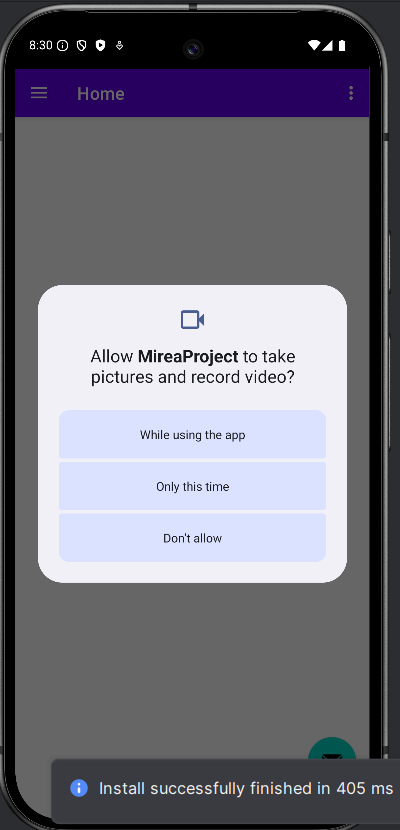 8:30
Home
Allow MireaProject to take
pictures and record video?
While using the app
Only this time
Don't allow
Install successfully finished in 405 ms